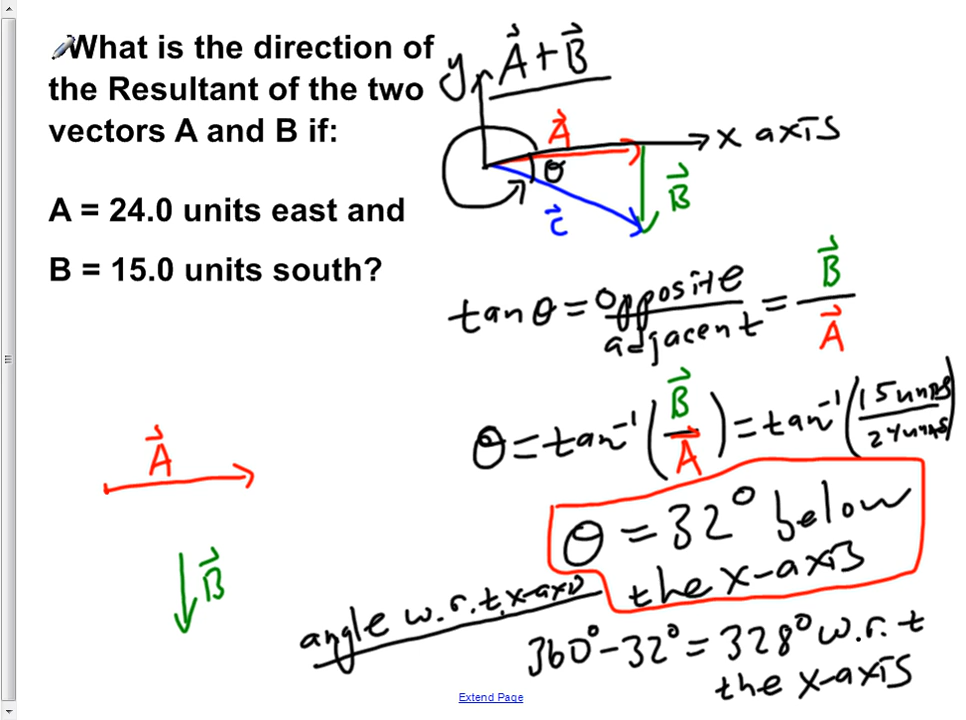 What is the direction of
the Resultant of the two
vectors A and B if:
A = 24.0 units east and
B = 15.0 units south?
A⃗ + B⃗
y
A⃗
x axis
θ
B⃗
C⃗
tan θ = opposite/adjacent = B⃗/A⃗
θ = tan⁻¹(B⃗/A⃗) = tan⁻¹(15 units/24 units)
A⃗
B⃗
θ = 32° below
the x-axis
angle w.r.t. x-axis
360° - 32° = 328° w.r.t
the x-axis
Extend Page